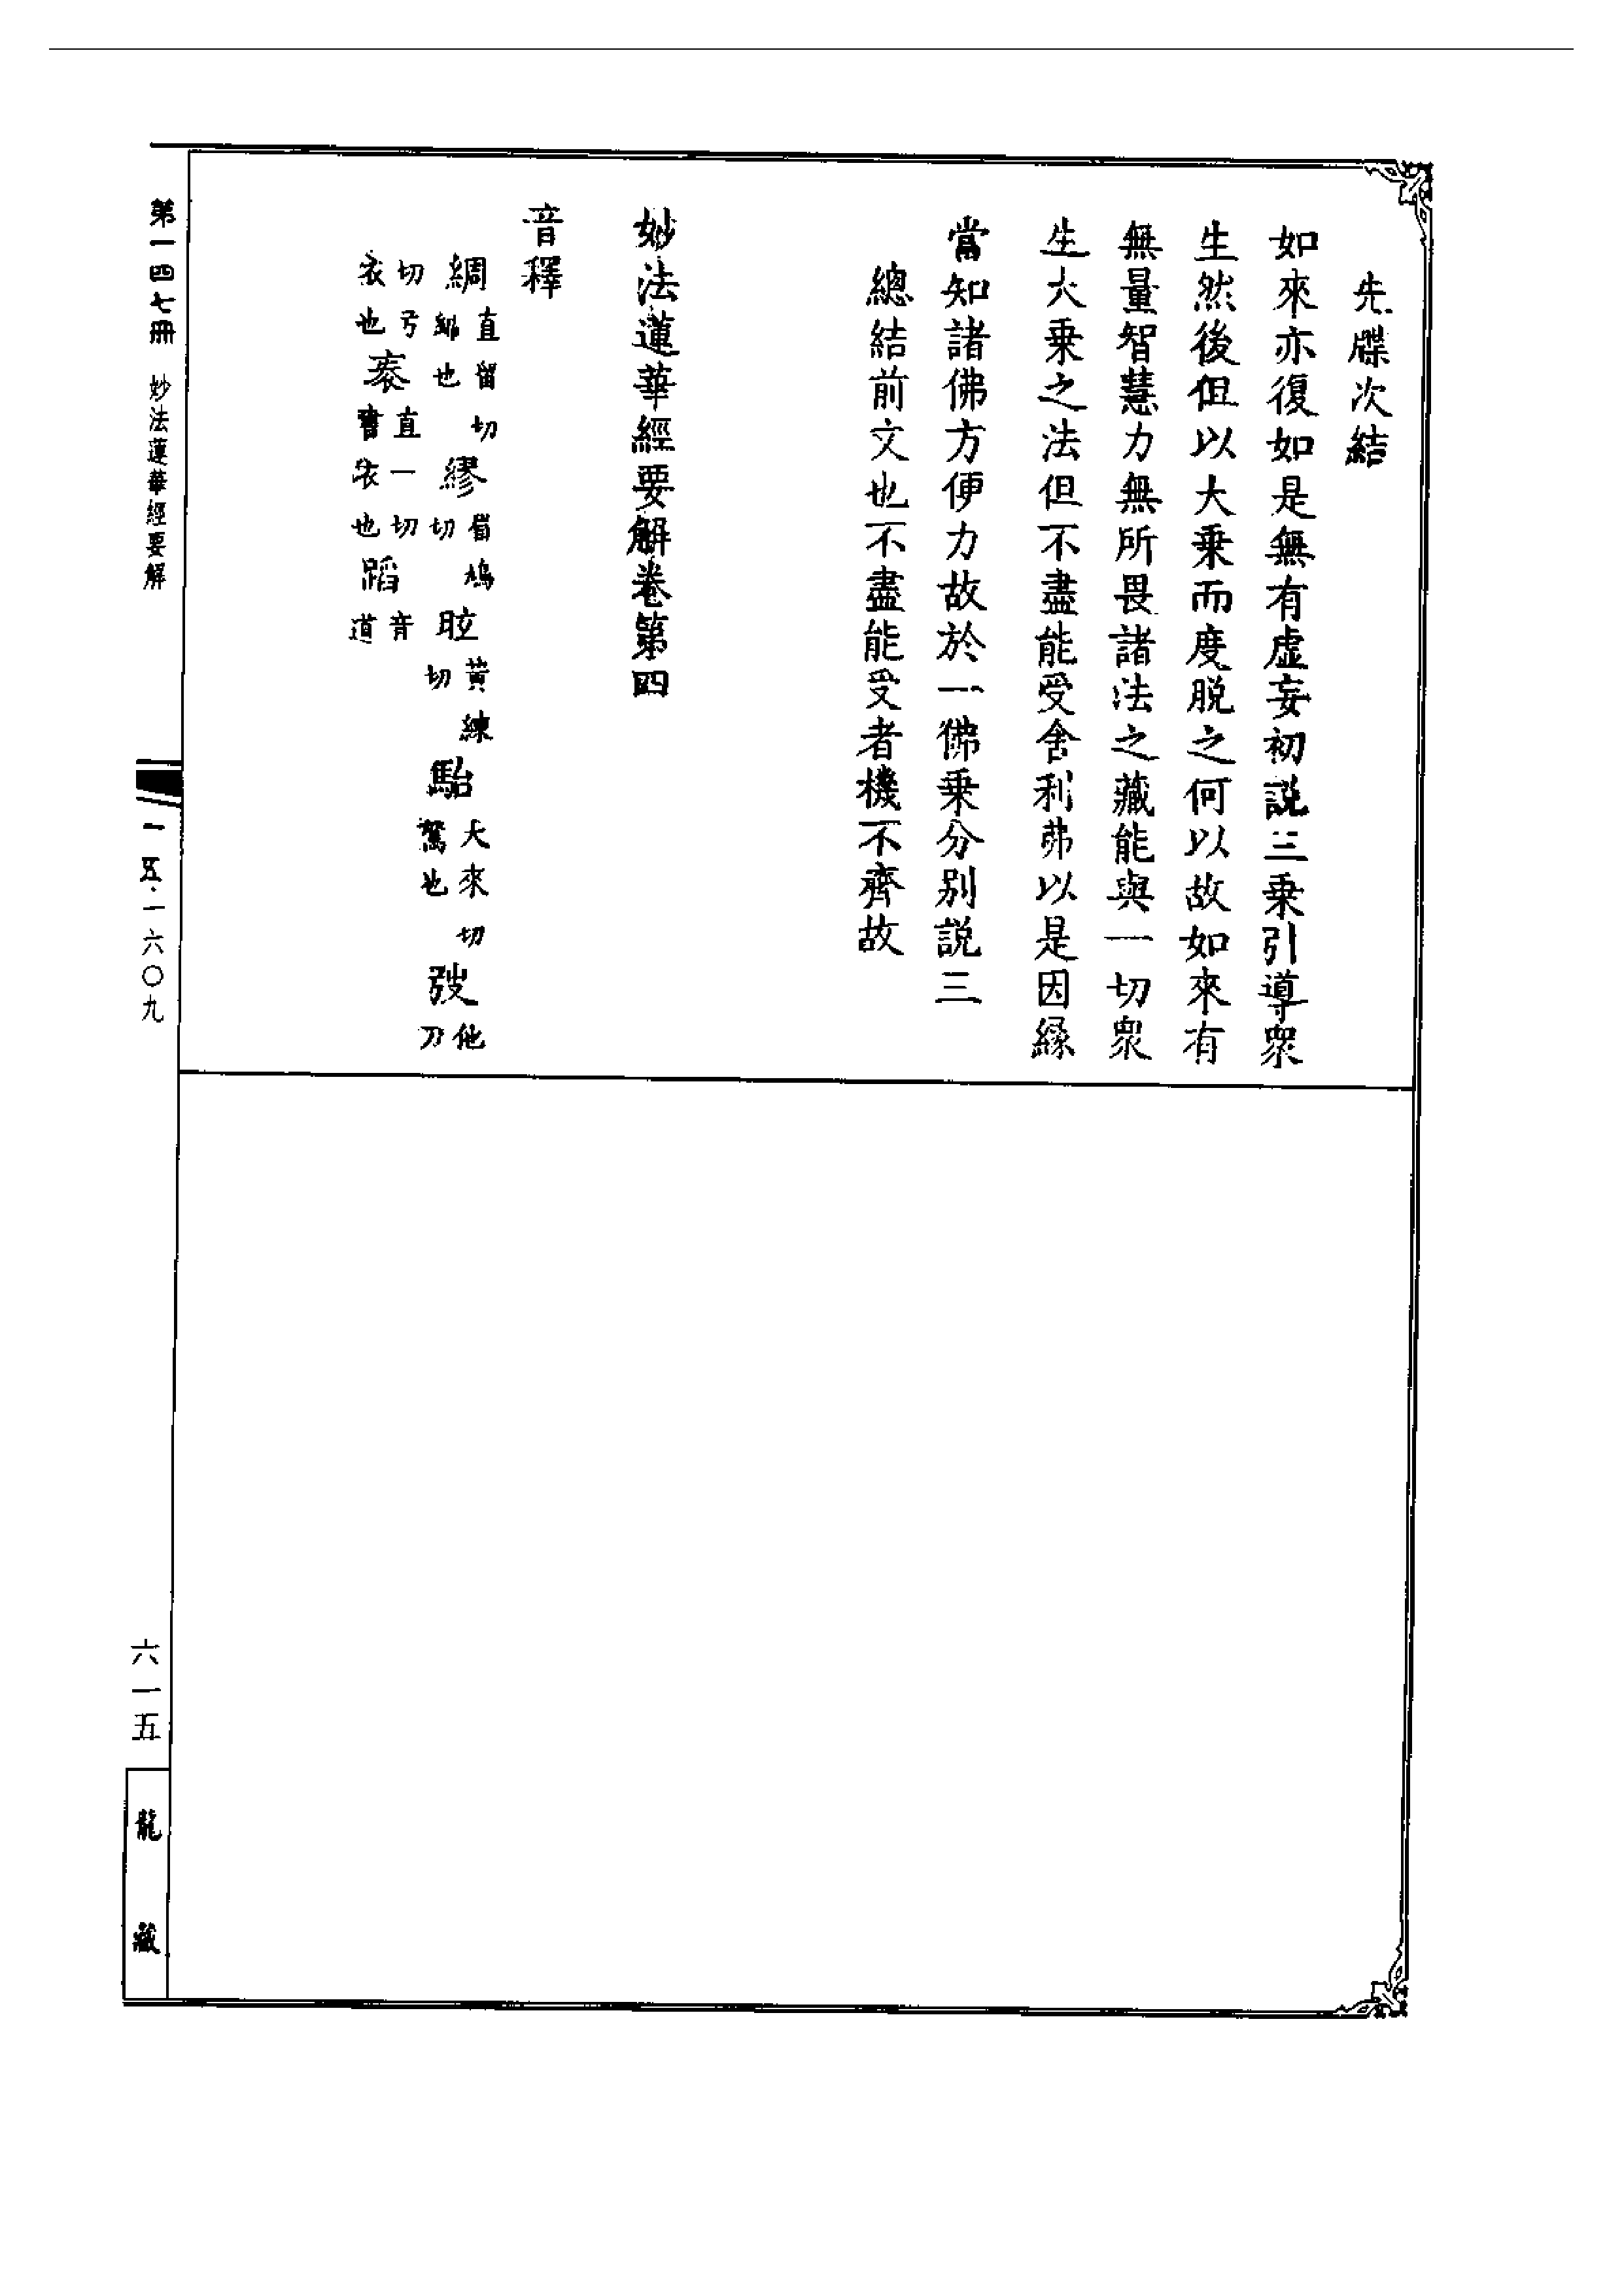 先牒次結
如來亦復如是無有虛妄初說三乗引導衆
生然後但以大乗而度脫之何以故如來有
無量智慧力無所畏諸法之藏能與一切衆
生大乗之法但不盡能受舍利弗以是因緣
當知諸佛方便力故於一佛乗分別說三
總結前文也不盡能受者機不齊故
妙法蓮華經要解卷第四
音釋
綢直留切綢也繆眉鳩切眩黃練切駘大來切駑也弢他刀
切弓衣也袠直一切書衣也蹈音道
第一四七冊 妙法蓮華經要解
一五·一六〇九
六一五
龍藏